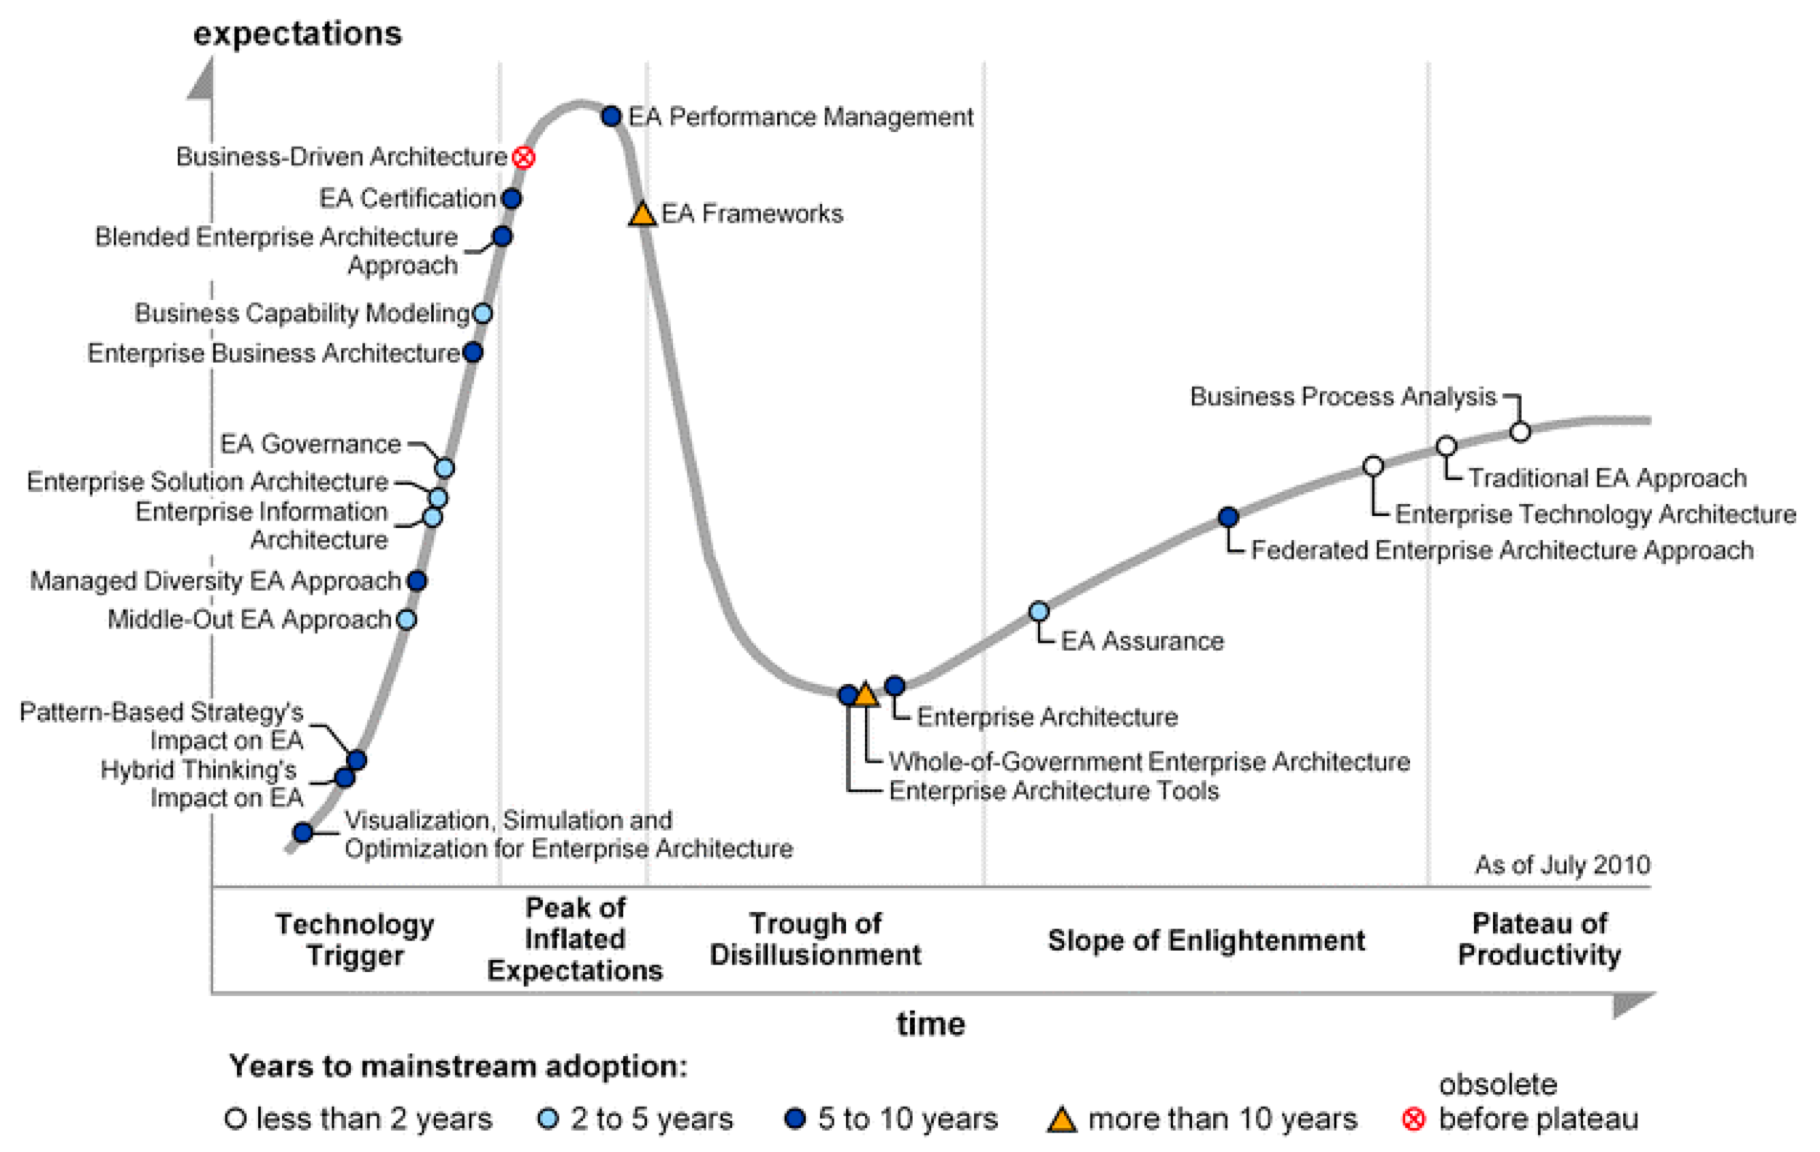 expectations
EA Performance Management
Business-Driven Architecture
EA Certification
EA Frameworks
Blended Enterprise Architecture
Approach
Business Capability Modeling
Enterprise Business Architecture
Business Process Analysis
EA Governance
Enterprise Solution Architecture
Traditional EA Approach
Enterprise Information
Architecture
Enterprise Technology Architecture
Federated Enterprise Architecture Approach
Managed Diversity EA Approach
Middle-Out EA Approach
EA Assurance
Pattern-Based Strategy's
Impact on EA
Enterprise Architecture
Hybrid Thinking's
Impact on EA
Whole-of-Government Enterprise Architecture
Enterprise Architecture Tools
Visualization, Simulation and
Optimization for Enterprise Architecture
As of July 2010
Technology
Trigger
Peak of
Inflated
Expectations
Trough of
Disillusionment
Slope of Enlightenment
Plateau of
Productivity
time
Years to mainstream adoption:
less than 2 years
2 to 5 years
5 to 10 years
more than 10 years
obsolete
before plateau